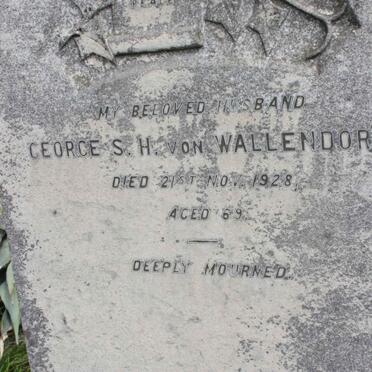 MY BELOVED HUSBAND
GEORGE S. H. VON WALLENDOR
DIED 21ST NOV. 1928,
AGED 69.
DEEPLY MOURNED.